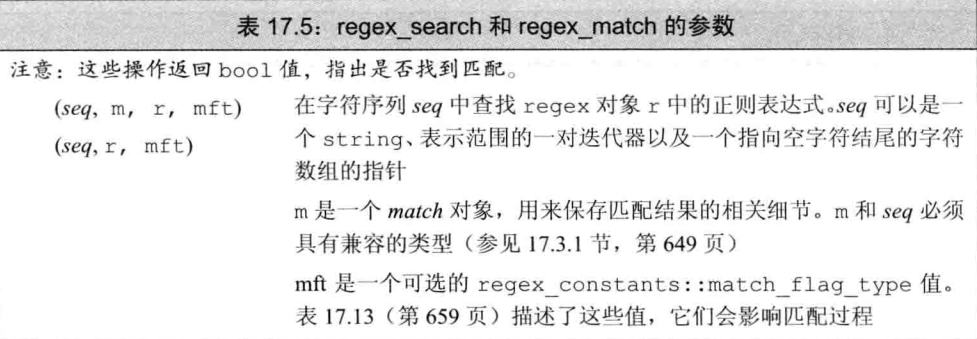 表 17.5：regex_search 和 regex_match 的参数
注意：这些操作返回 bool 值，指出是否找到匹配。
(seq, m, r, mft) 在字符序列 seq 中查找 regex 对象 r 中的正则表达式。seq 可以是一
(seq, r, mft) 个 string、表示范围的一对迭代器以及一个指向空字符结尾的字符
数组的指针
m 是一个 match 对象，用来保存匹配结果的相关细节。m 和 seq 必须
具有兼容的类型（参见 17.3.1 节，第 649 页）
mft 是一个可选的 regex_constants::match_flag_type 值。
表 17.13（第 659 页）描述了这些值，它们会影响匹配过程